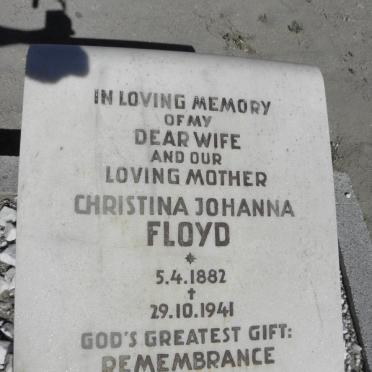 IN LOVING MEMORY
OF MY
DEAR WIFE
AND OUR
LOVING MOTHER
CHRISTINA JOHANNA
FLOYD
*
5.4.1882
✝
29.10.1941
GOD'S GREATEST GIFT:
REMEMBRANCE